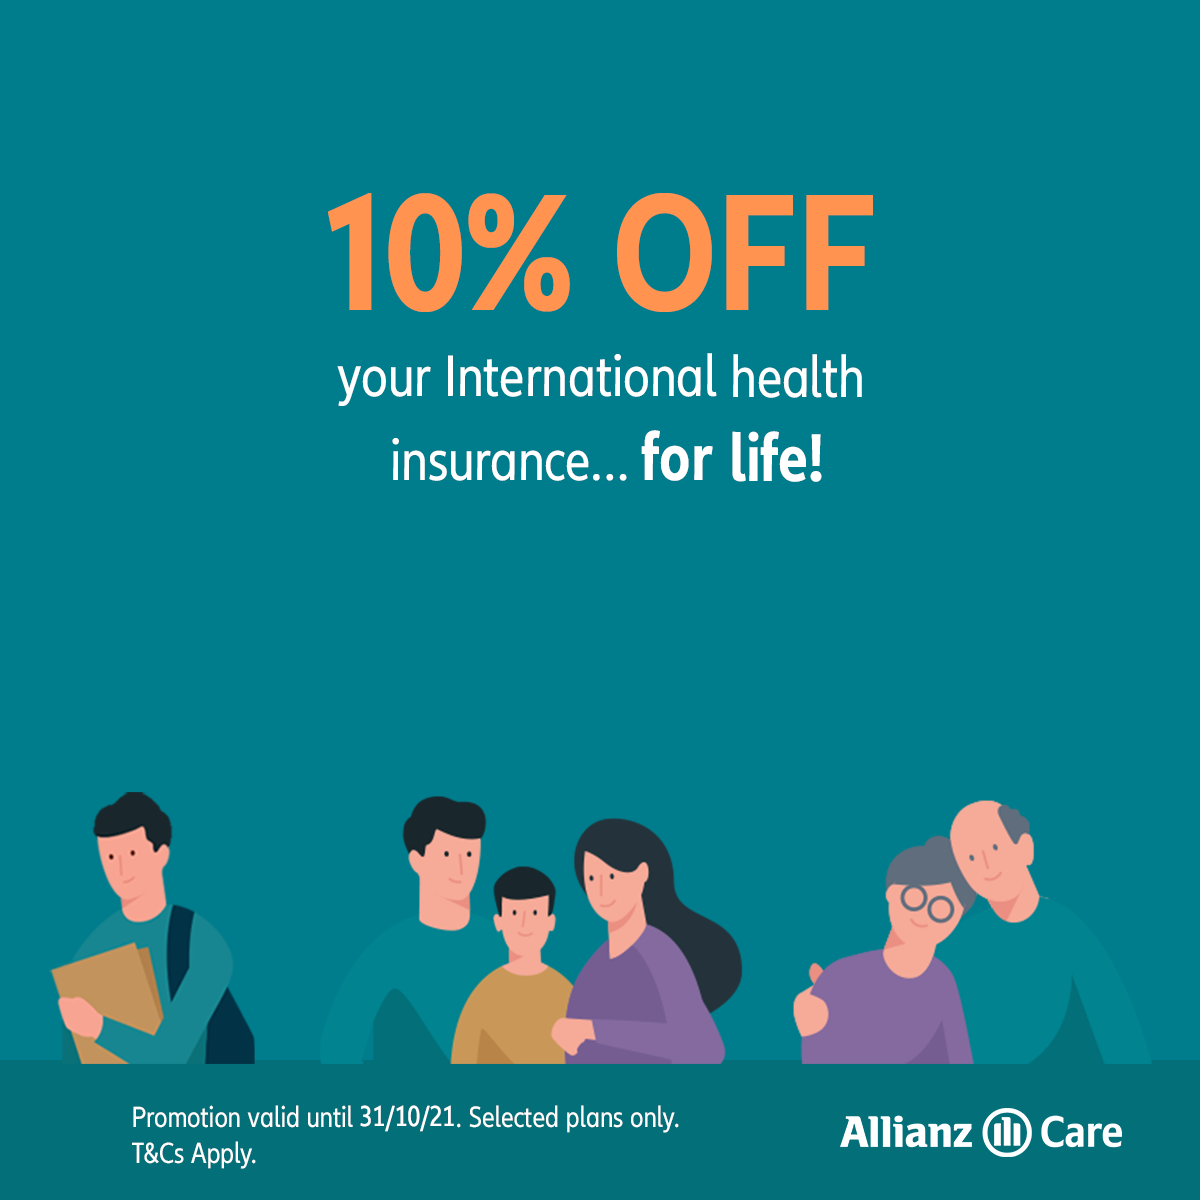 10% OFF
your International health
insurance... for life!
Promotion valid until 31/10/21. Selected plans only.
T&Cs Apply.
Allianz Care